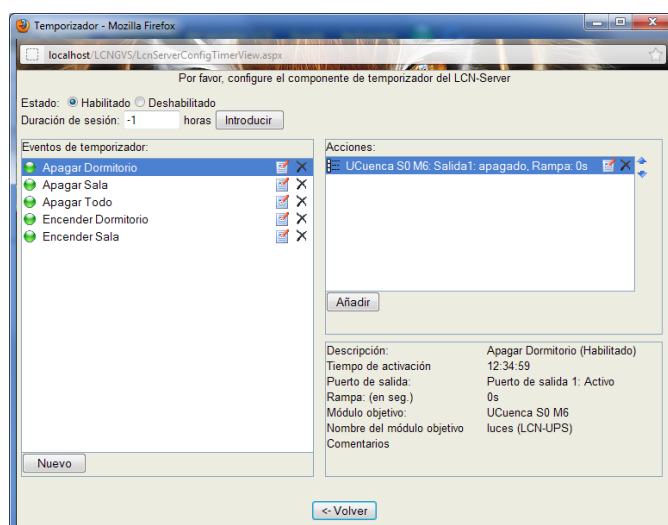 Temporizador - Mozilla Firefox
localhost/LCNGVS/LcnServerConfigTimerView.aspx
Por favor, configure el componente de temporizador del LCN-Server
Estado: Habilitado Deshabilitado
Duración de sesión: -1 horas Introducir
Eventos de temporizador:
Apagar Dormitorio
Apagar Sala
Apagar Todo
Encender Dormitorio
Encender Sala
Nuevo
Acciones:
UCuenca S0 M6: Salida1: apagado, Rampa: 0s
Añadir
Descripción: Apagar Dormitorio (Habilitado)
Tiempo de activación 12:34:59
Puerto de salida: Puerto de salida 1: Activo
Rampa: (en seg.) 0s
Módulo objetivo: UCuenca S0 M6
Nombre del módulo objetivo luces (LCN-UPS)
Comentarios
<- Volver